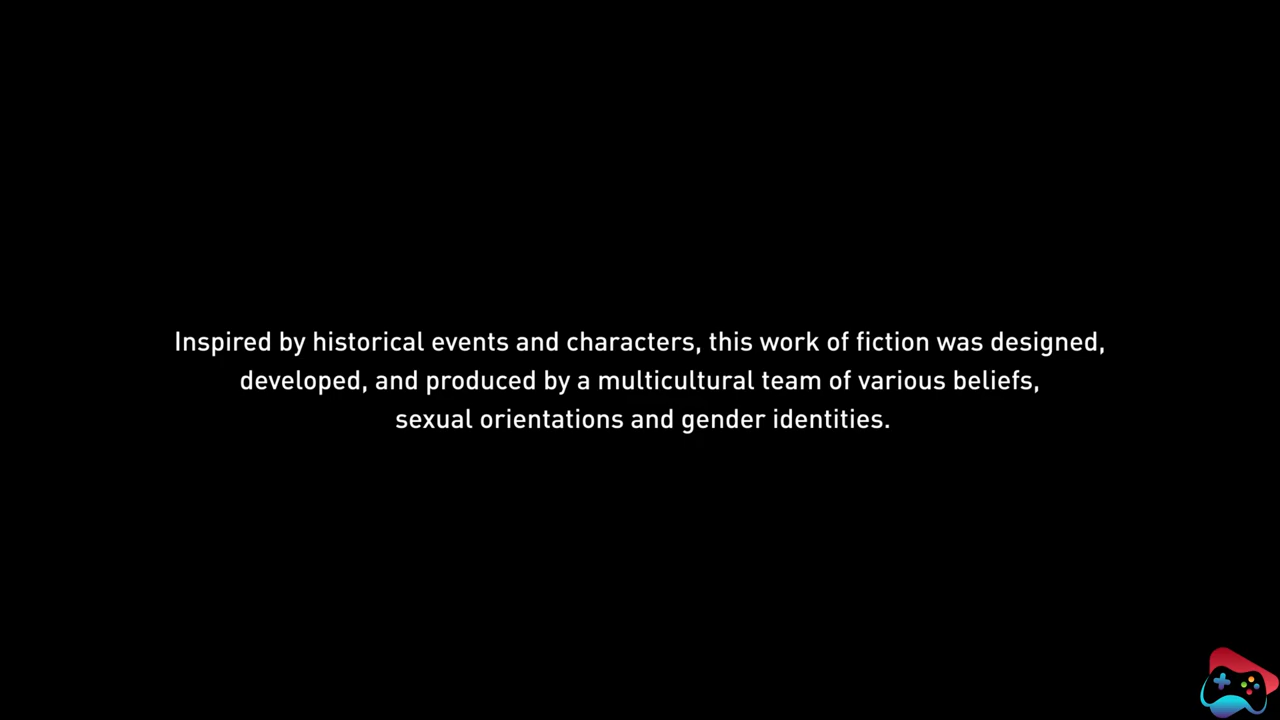 Inspired by historical events and characters, this work of fiction was designed,
developed, and produced by a multicultural team of various beliefs,
sexual orientations and gender identities.